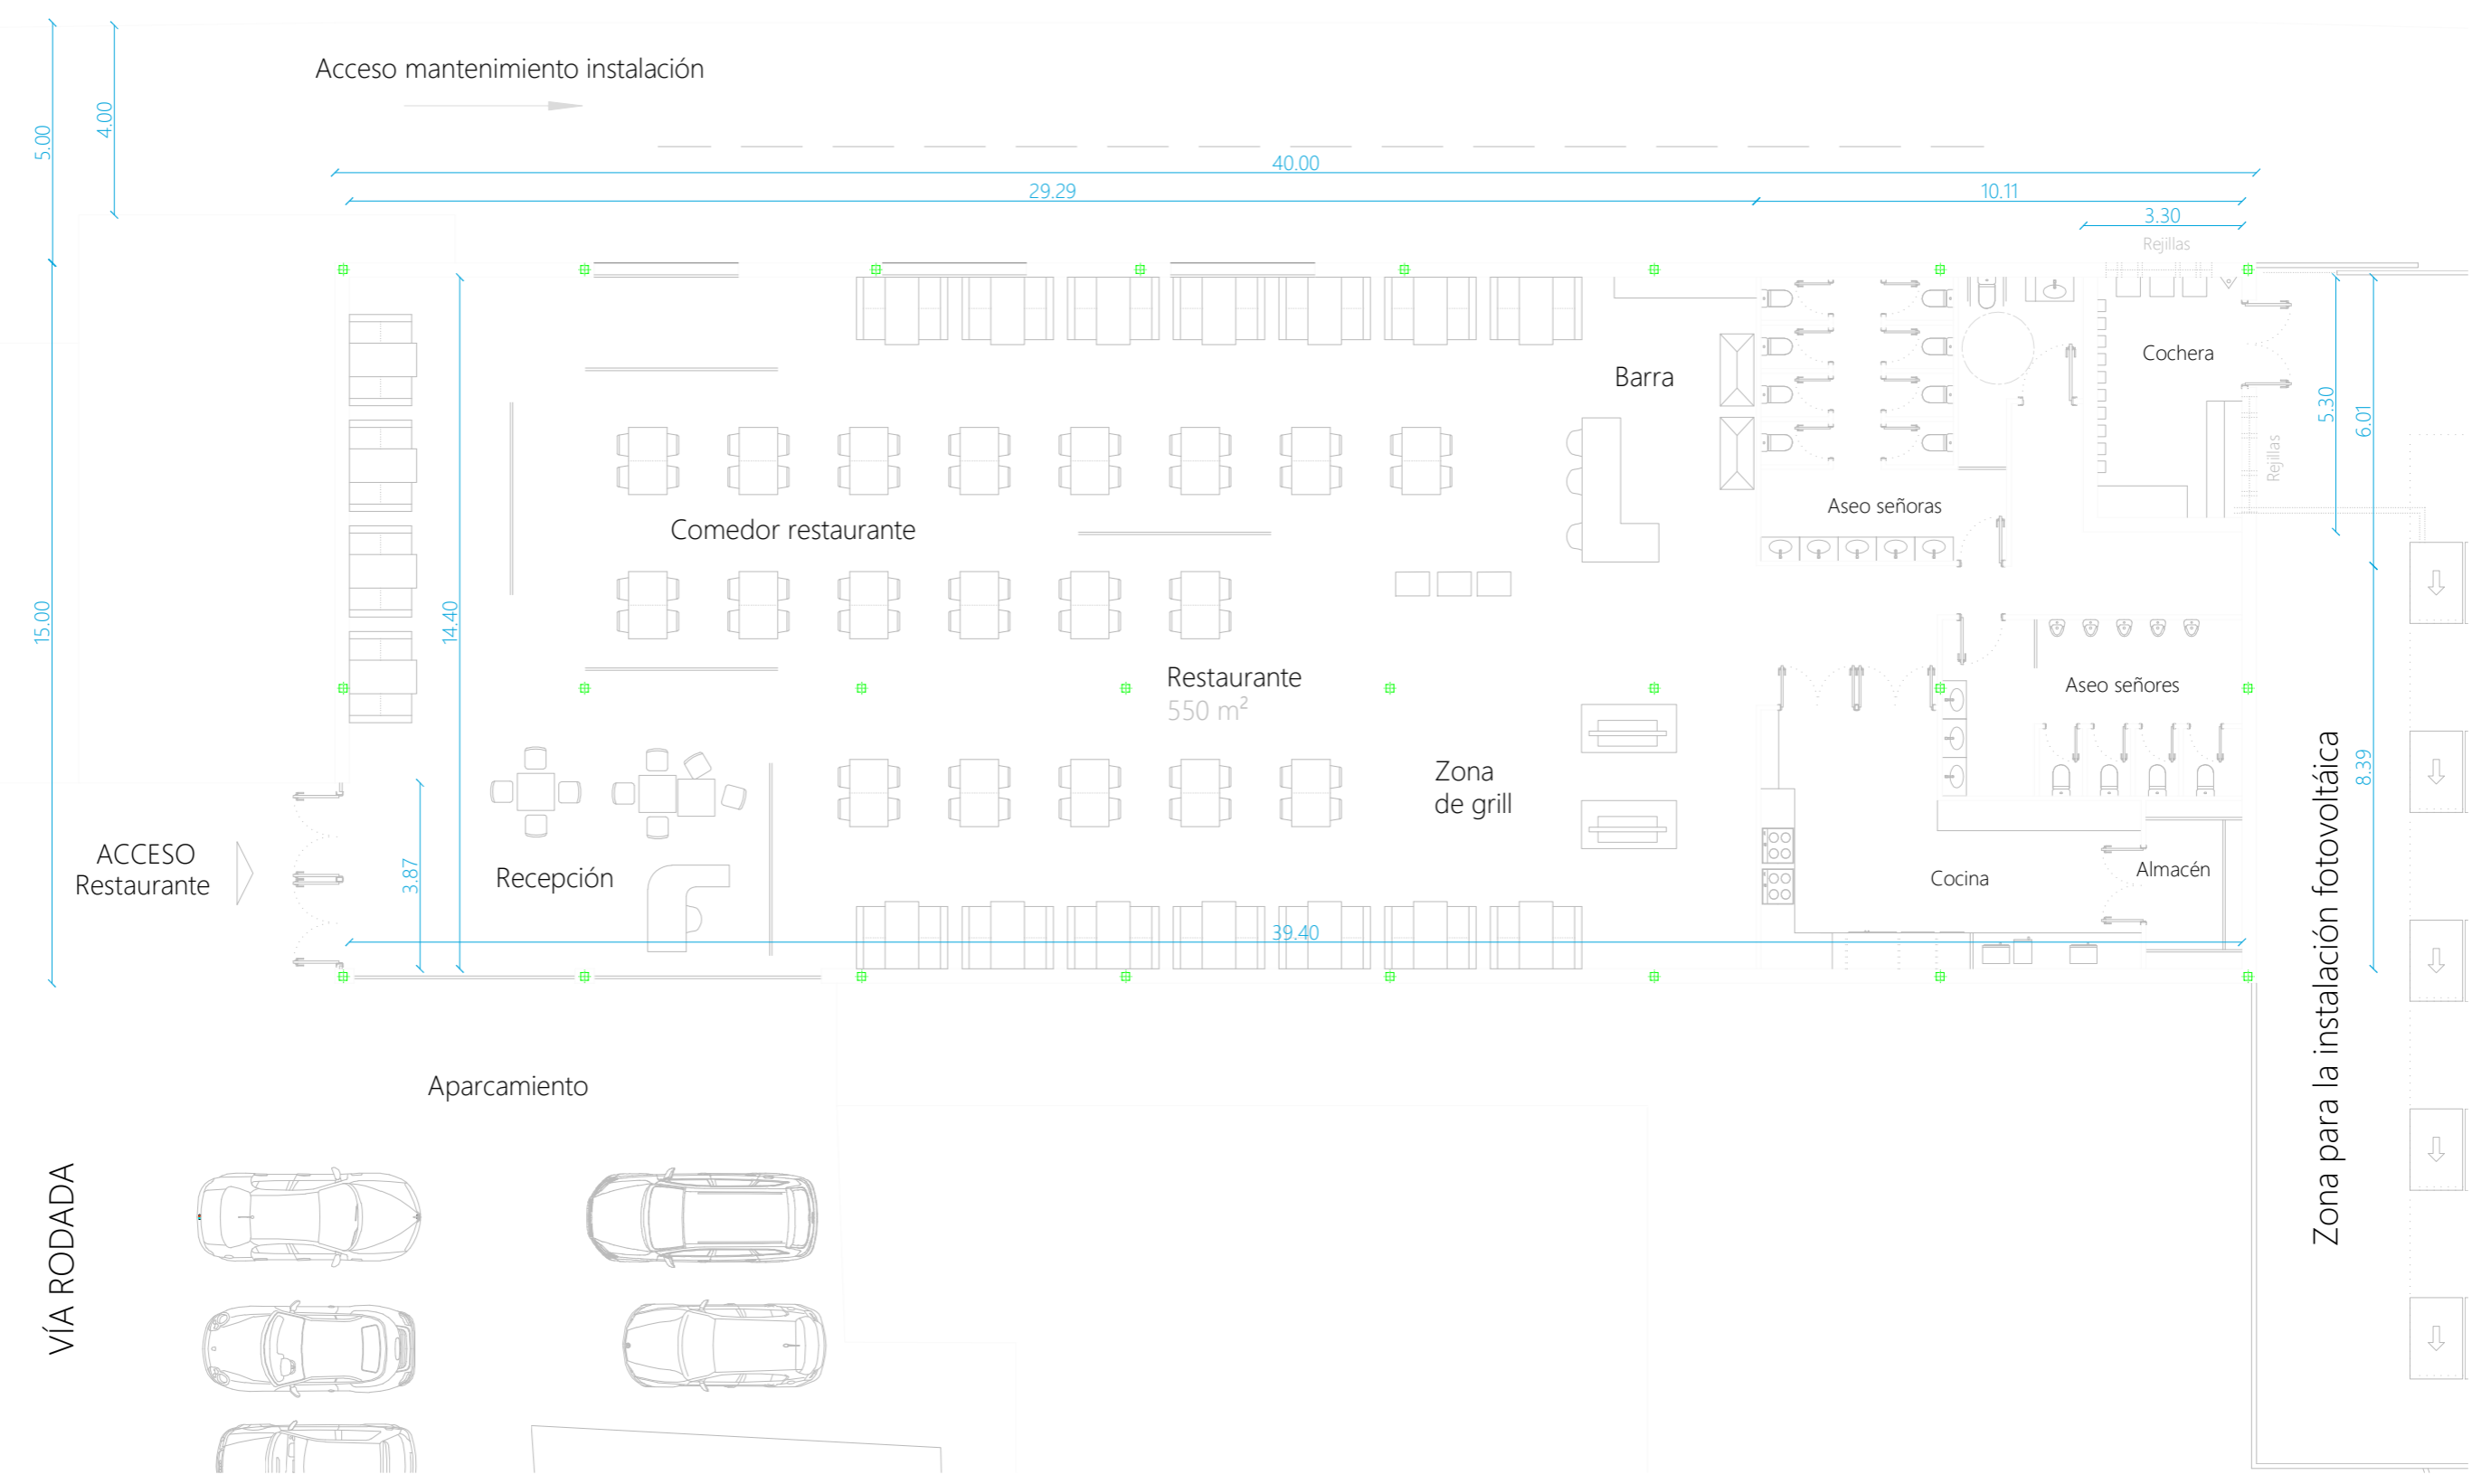 Acceso mantenimiento instalación
5.00
4.00
40.00
29.29
10.11
3.30
Rejillas
Barra
Cochera
5.30
6.01
Rejillas
Aseo señoras
Comedor restaurante
15.00
14.40
Restaurante
550 m²
Aseo señores
Zona
de grill
8.39
ACCESO
Restaurante
3.87
Recepción
Cocina
Almacén
39.40
Zona para la instalación fotovoltáica
Aparcamiento
VÍA RODADA